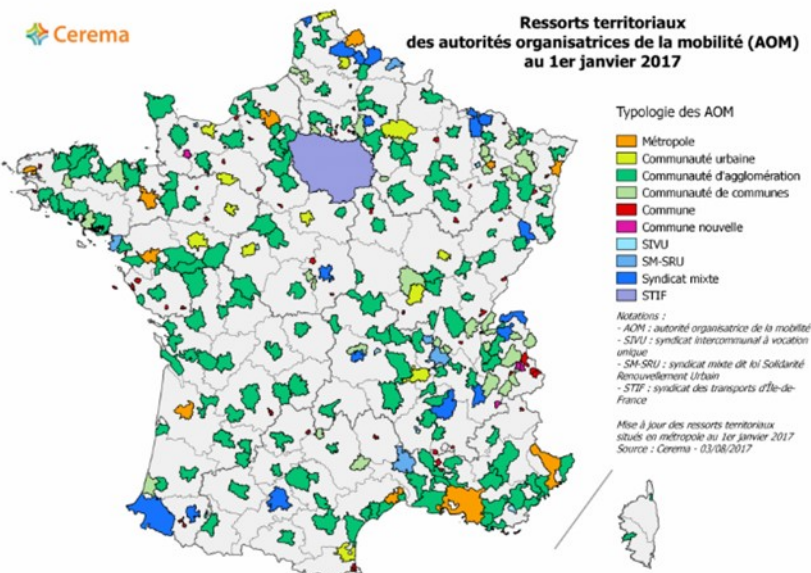 Cerema
Ressorts territoriaux
des autorités organisatrices de la mobilité (AOM)
au 1er janvier 2017
Typologie des AOM
Métropole
Communauté urbaine
Communauté d'agglomération
Communauté de communes
Commune
Commune nouvelle
SIVU
SM-SRU
Syndicat mixte
STIF
Notations :
- AOM : autorité organisatrice de la mobilité
- SIVU : syndicat intercommunal à vocation
unique
- SM-SRU : syndicat mixte dit loi Solidarité
Renouvellement Urbain
- STIF : syndicat des transports d'Île-de-
France
Mise à jour des ressorts territoriaux
situés en métropole au 1er janvier 2017
Source : Cerema - 03/08/2017